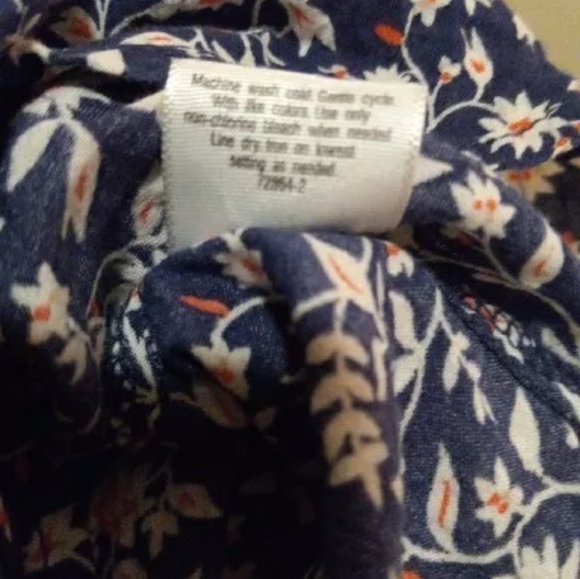 Machine wash cold. Gentle cycle.
With like colors. Use only
non-chlorine bleach when needed.
Line dry. Iron on lowest
setting as needed.
72954-2